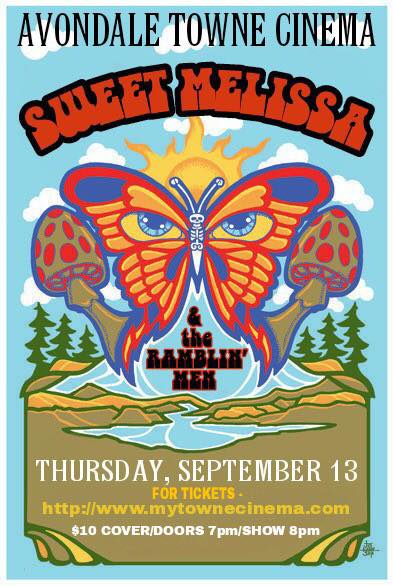 AVONDALE TOWNE CINEMA
SWEET MELISSA
&
the
RAMBLIN'
MEN
THURSDAY, SEPTEMBER 13
FOR TICKETS -
http://www.mytownecinema.com
$10 COVER/DOORS 7pm/SHOW 8pm